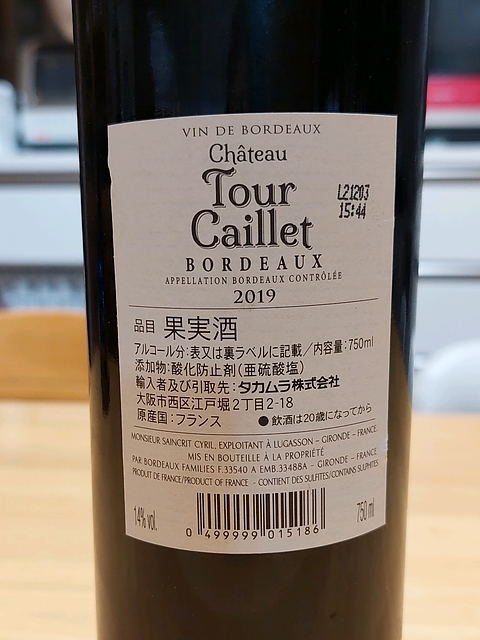 VIN DE BORDEAUX
Château
Tour
Caillet
L21203
15:44
BORDEAUX
APPELLATION BORDEAUX CONTRÔLÉE
2019
品目 果実酒
アルコール分:表又は裏ラベルに記載/内容量:750ml
添加物:酸化防止剤(亜硫酸塩)
輸入者及び引取先:タカムラ株式会社
大阪市西区江戸堀2丁目2-18
原産国:フランス ●飲酒は20歳になってから
MONSIEUR SAINCRIT CYRIL, EXPLOITANT À LUGASSON - GIRONDE - FRANCE
MIS EN BOUTEILLE À LA PROPRIÉTÉ
PAR BORDEAUX FAMILIES F.33540 A EMB.33488A - GIRONDE - FRANCE
PRODUIT DE FRANCE/PRODUCT OF FRANCE - CONTIENT DES SULFITES/CONTAINS SULPHITES
14% vol.
750 ml
0 499999 015186